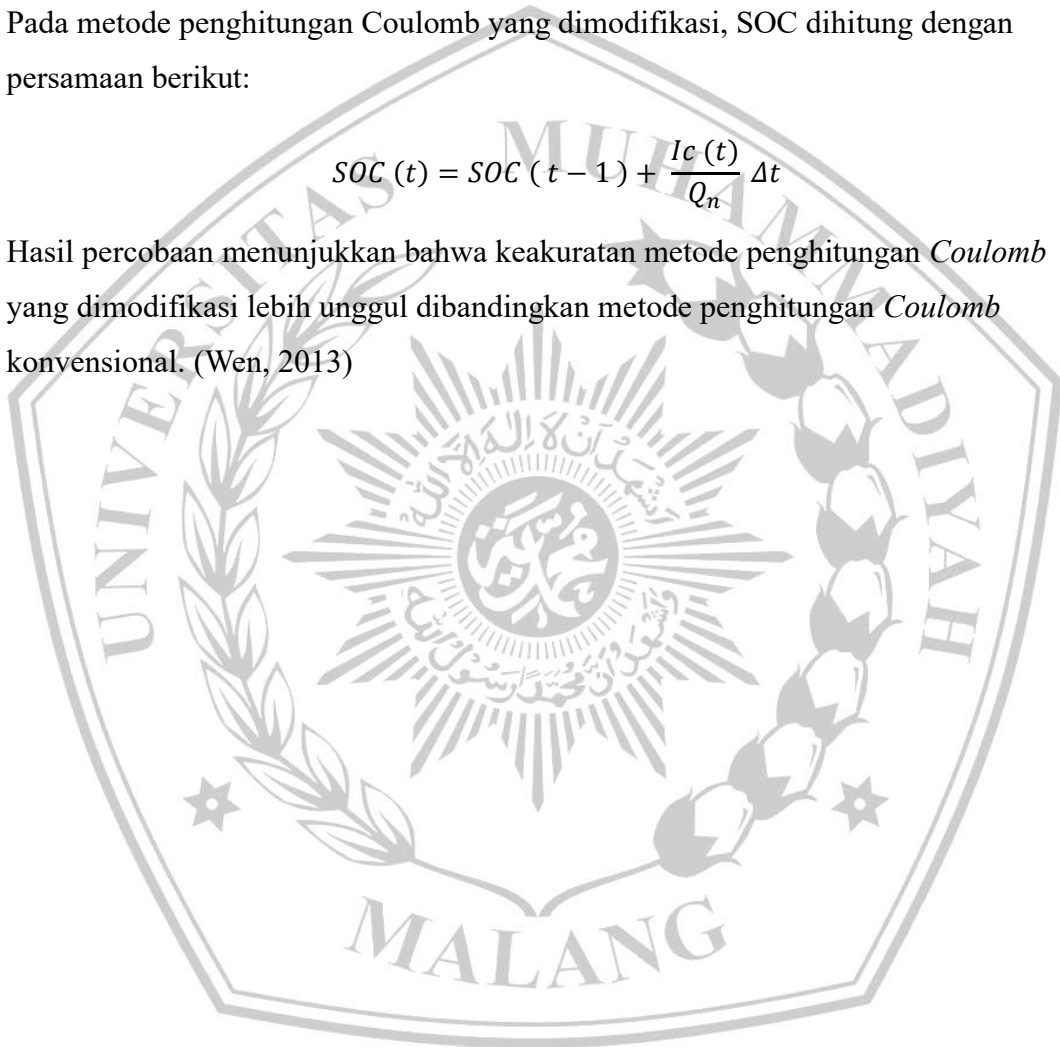 Pada metode penghitungan Coulomb yang dimodifikasi, SOC dihitung dengan
persamaan berikut:
SOC (t) = SOC (t − 1) + \frac{Ic (t)}{Q_n} Δt
Hasil percobaan menunjukkan bahwa keakuratan metode penghitungan Coulomb
yang dimodifikasi lebih unggul dibandingkan metode penghitungan Coulomb
konvensional. (Wen, 2013)
UNIVERSITAS MUHAMMADIYAH
MALANG